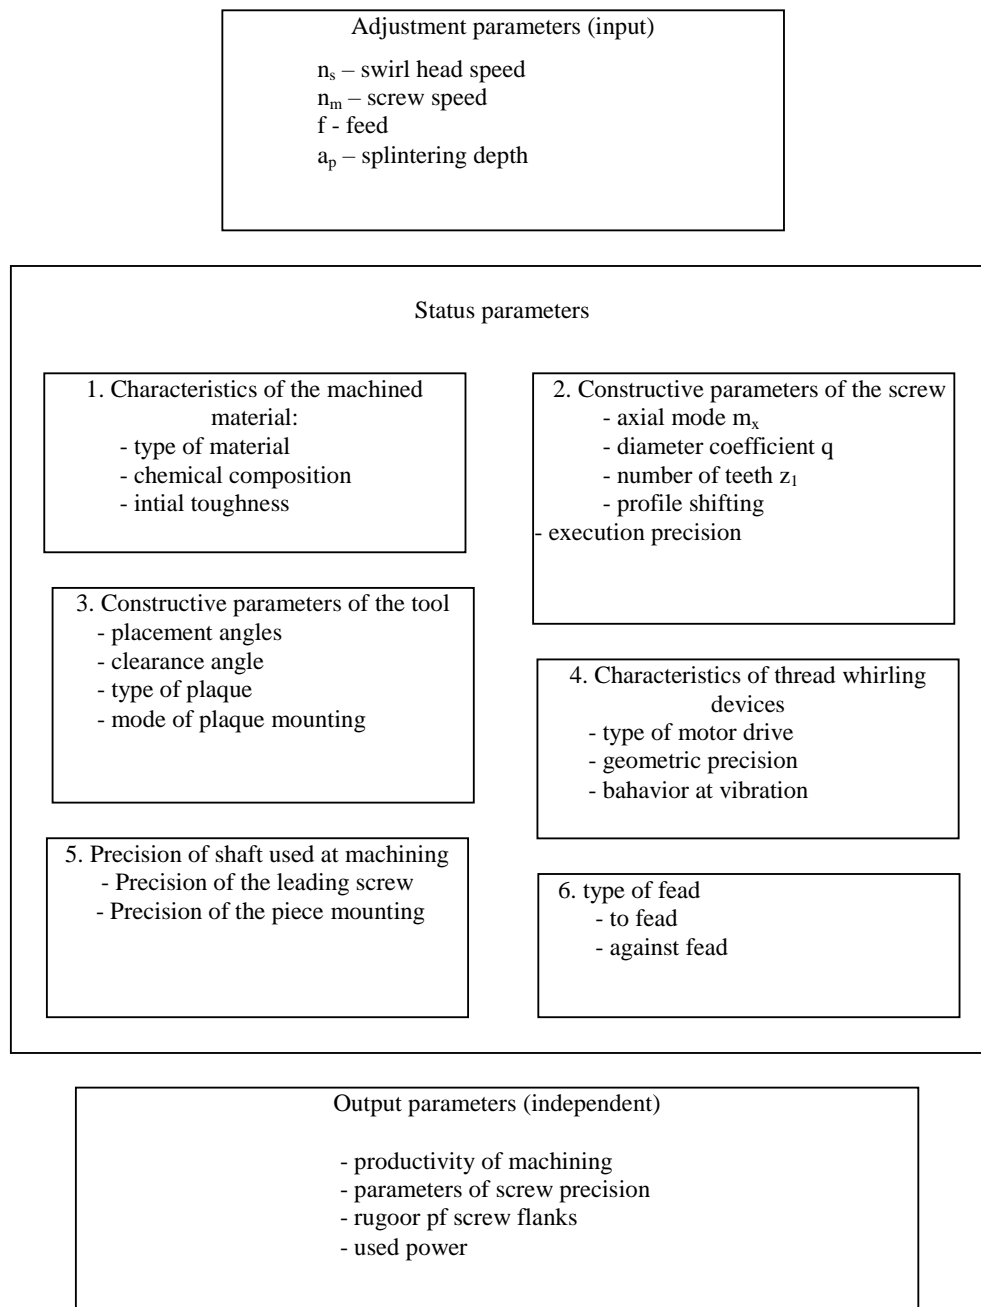 Adjustment parameters (input)
nₛ – swirl head speed
nₘ – screw speed
f - feed
aₚ – splintering depth
Status parameters
1. Characteristics of the machined
material:
- type of material
- chemical composition
- intial toughness
2. Constructive parameters of the screw
- axial mode mₓ
- diameter coefficient q
- number of teeth z₁
- profile shifting
- execution precision
3. Constructive parameters of the tool
- placement angles
- clearance angle
- type of plaque
- mode of plaque mounting
4. Characteristics of thread whirling
devices
- type of motor drive
- geometric precision
- bahavior at vibration
5. Precision of shaft used at machining
- Precision of the leading screw
- Precision of the piece mounting
6. type of fead
- to fead
- against fead
Output parameters (independent)
- productivity of machining
- parameters of screw precision
- rugoor pf screw flanks
- used power